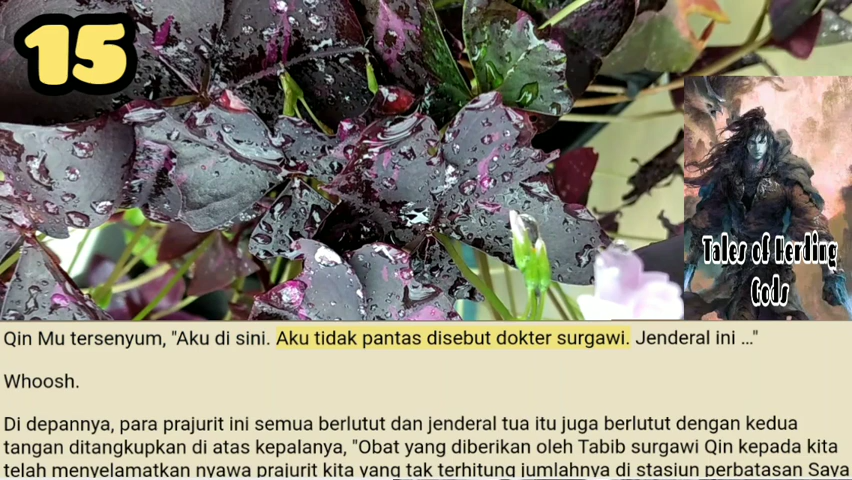 15
Tales of Herding
Gods
Qin Mu tersenyum, "Aku di sini. Aku tidak pantas disebut dokter surgawi. Jenderal ini ..."
Whoosh.
Di depannya, para prajurit ini semua berlutut dan jenderal tua itu juga berlutut dengan kedua
tangan ditangkupkan di atas kepalanya, "Obat yang diberikan oleh Tabib surgawi Qin kepada kita
telah menyelamatkan nyawa prajurit kita yang tak terhitung jumlahnya di stasiun perbatasan Saya